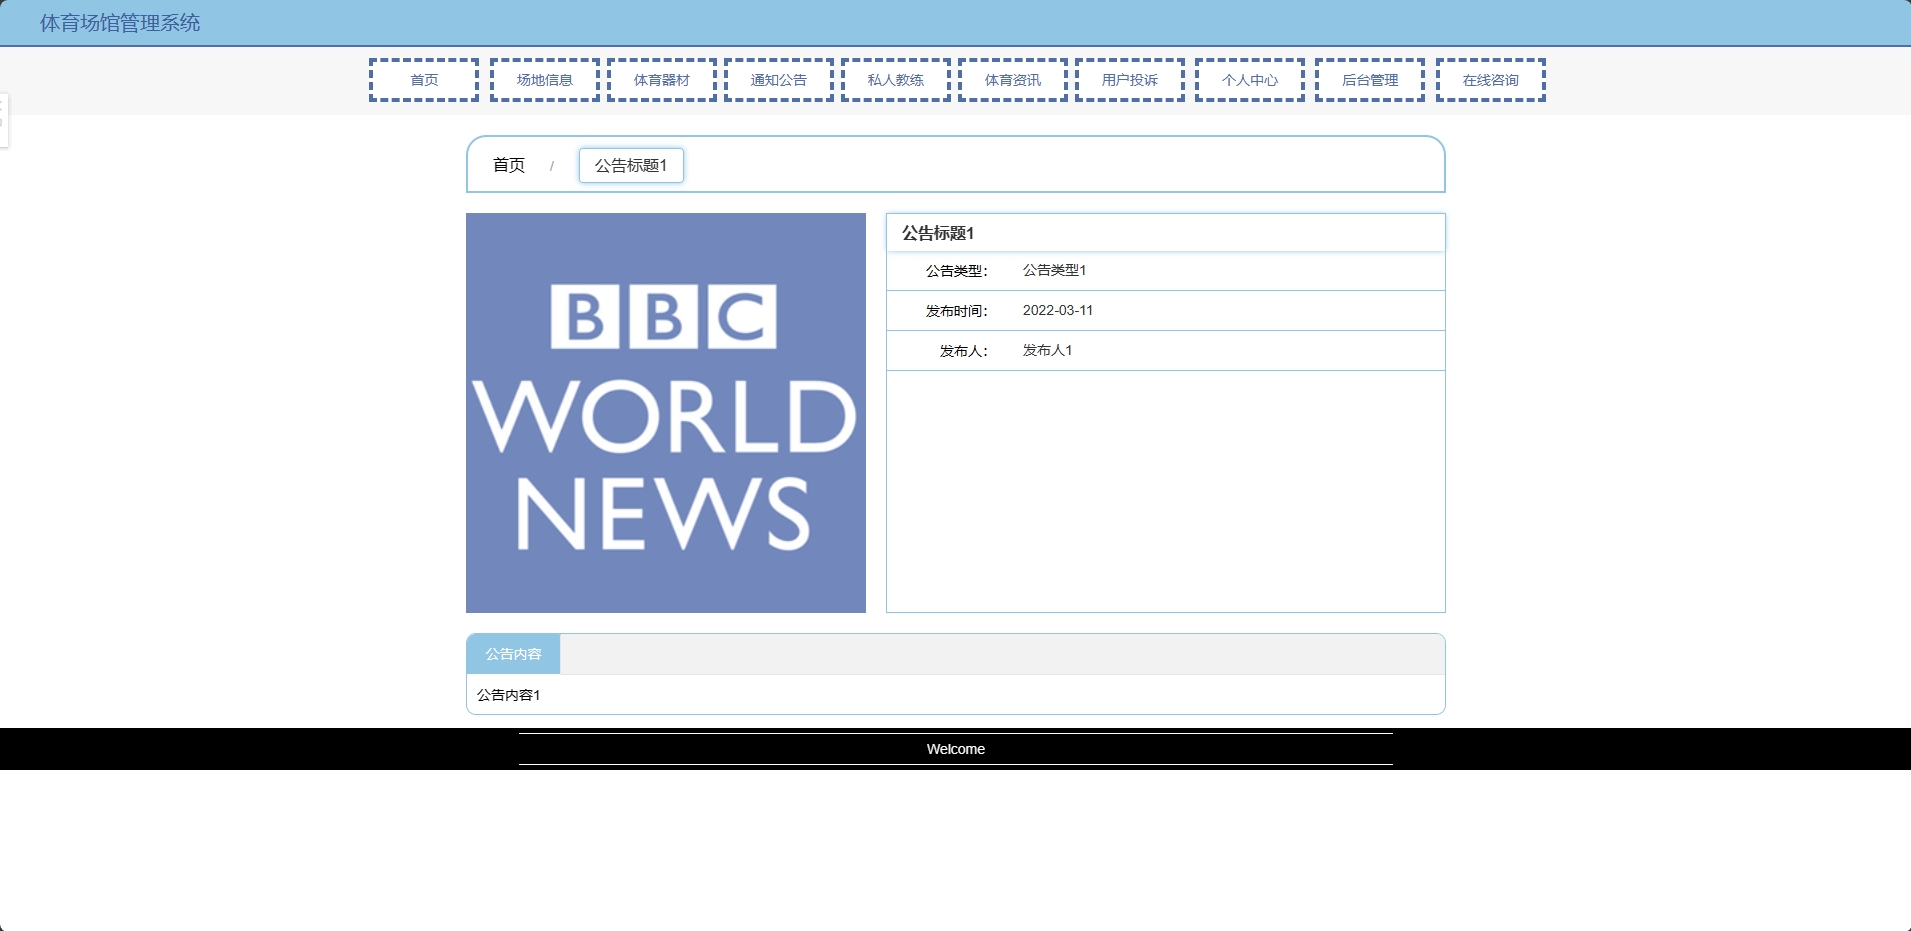 体育场馆管理系统
首页 场地信息 体育器材 通知公告 私人教练 体育资讯 用户投诉 个人中心 后台管理 在线咨询
首页 / 公告标题1
BBC
WORLD
NEWS
公告标题1
公告类型： 公告类型1
发布时间： 2022-03-11
发布人： 发布人1
公告内容
公告内容1
Welcome